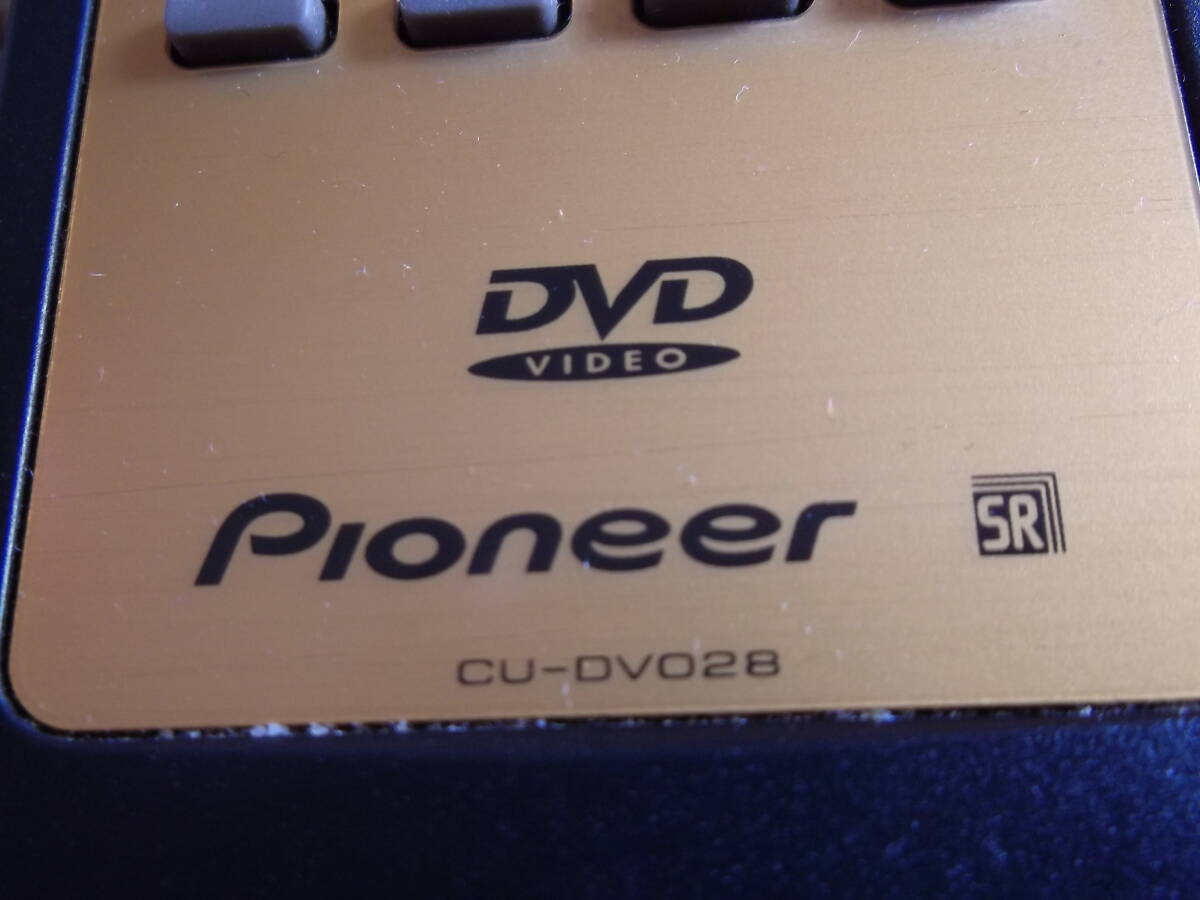 DVD
VIDEO
Pioneer
SR
CU-DV028